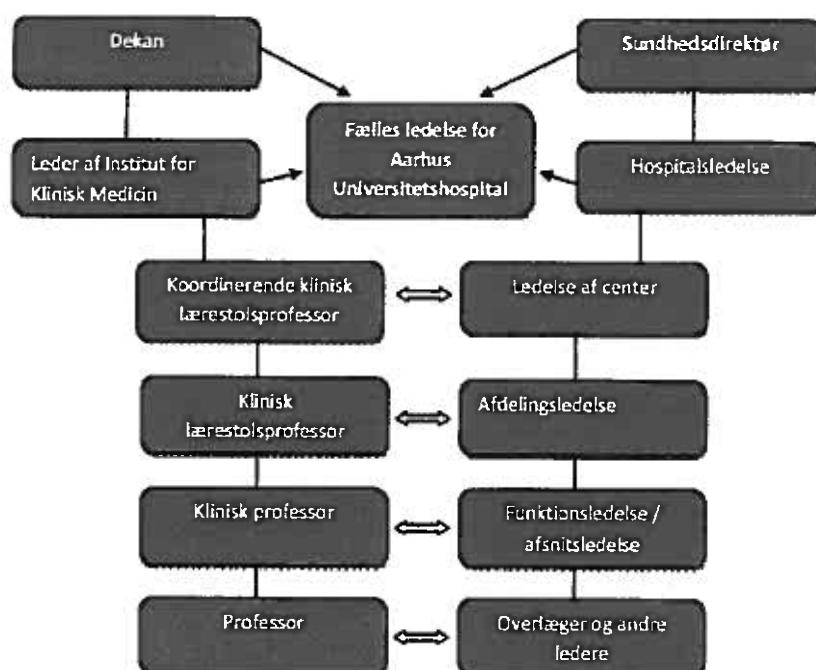 Dekan
Sundhedsdirektør
Fælles ledelse for
Aarhus
Universitetshospital
Leder af Institut for
Klinisk Medicin
Hospitalsledelse
Koordinerende klinisk
lærestolsprofessor
Ledelse af center
Klinisk
lærestolsprofessor
Afdelingsledelse
Klinisk professor
Funktionsledelse /
afsnitsledelse
Professor
Overlæger og andre
ledere